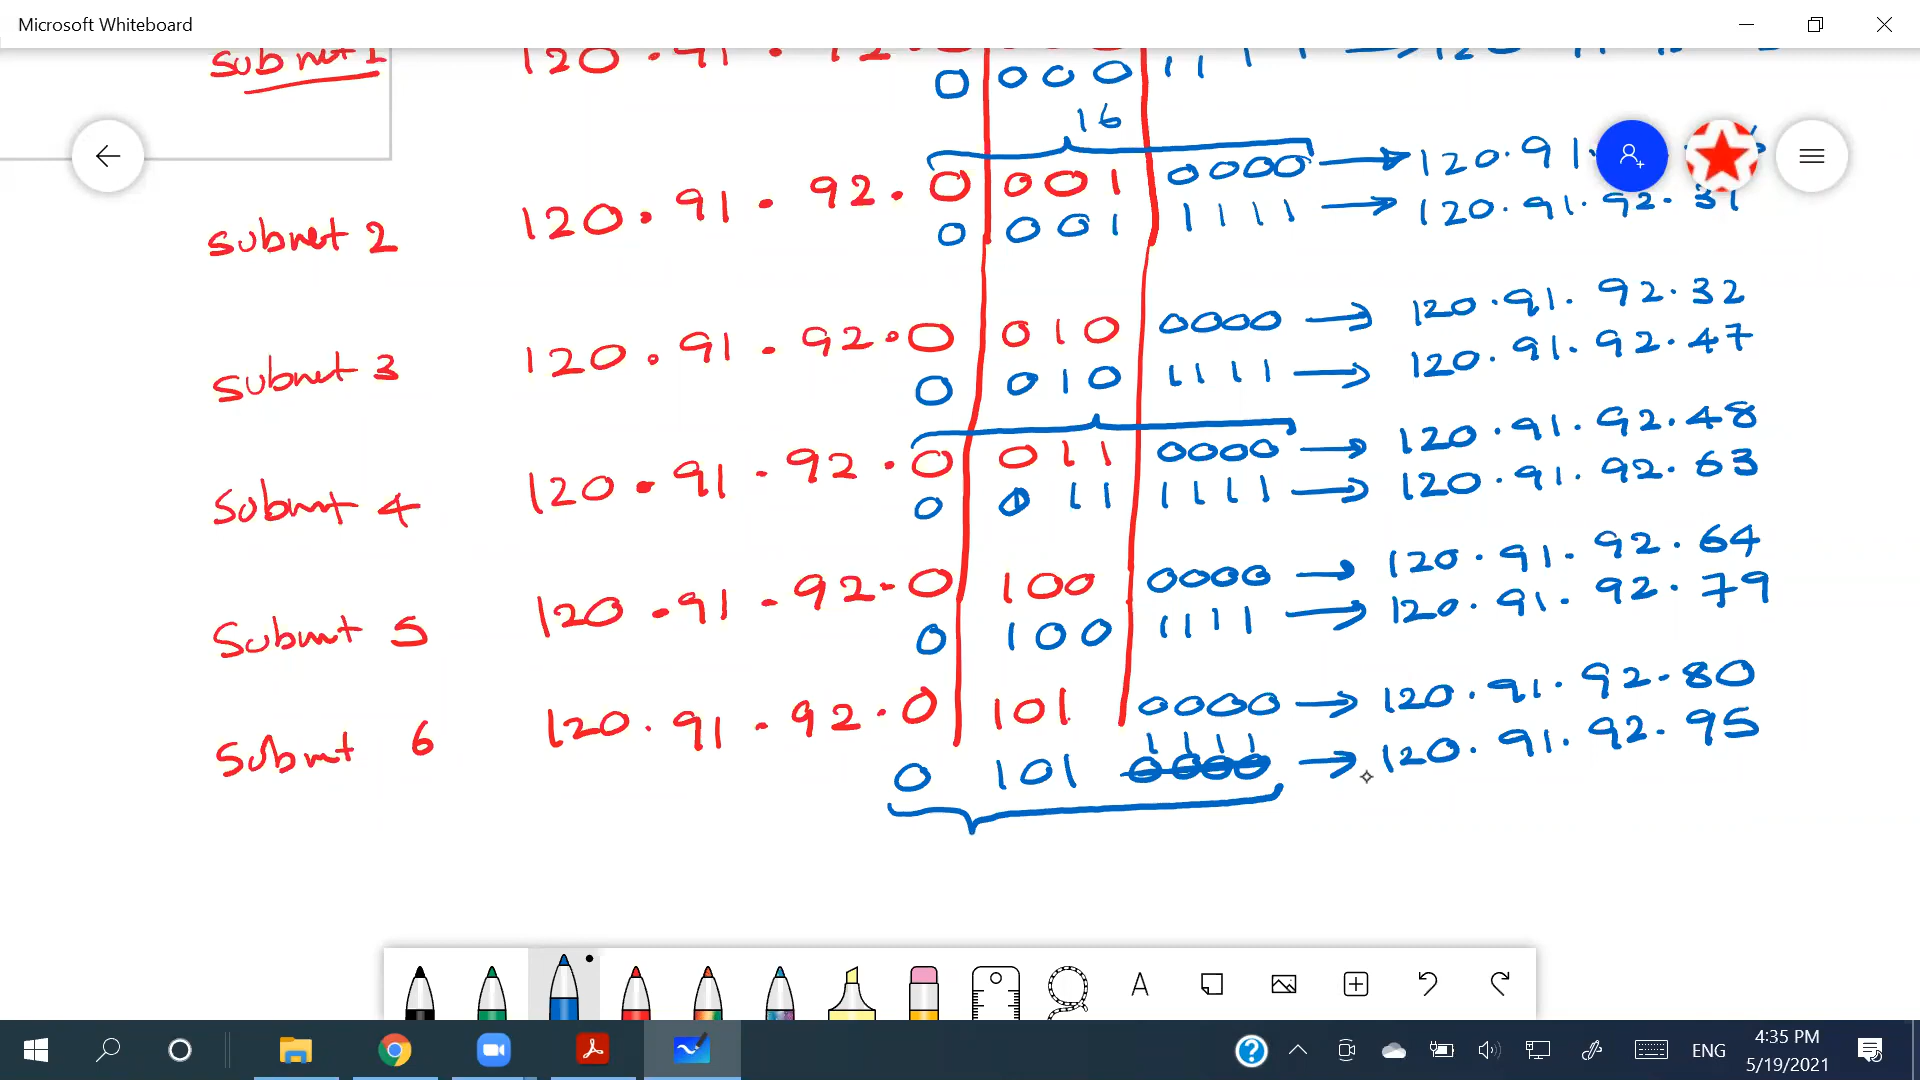 Microsoft Whiteboard
subnet 1
0 000
16
subnet 2 120.91.92.0 001 0000 → 120.91.
0 001 1111 → 120.91.92.31
subnet 3 120.91.92.0 010 0000 → 120.91.92.32
0 010 1111 → 120.91.92.47
subnet 4 120.91.92.0 011 0000 → 120.91.92.48
0 011 1111 → 120.91.92.63
subnet 5 120.91.92.0 100 0000 → 120.91.92.64
0 100 1111 → 120.91.92.79
subnet 6 120.91.92.0 101 0000 → 120.91.92.80
1111
0 101 0000 → 120.91.92.95
A
ENG
4:35 PM
5/19/2021